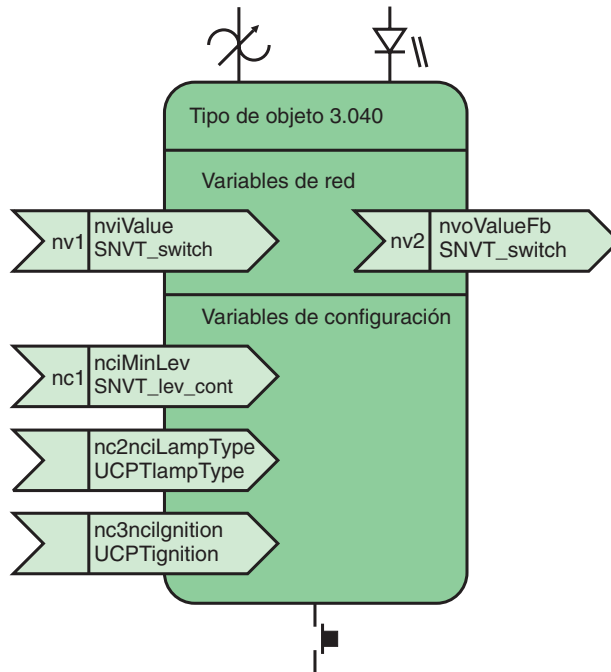 Tipo de objeto 3.040
Variables de red
nv1
nviValue
SNVT_switch
nv2
nvoValueFb
SNVT_switch
Variables de configuración
nc1
nciMinLev
SNVT_lev_cont
nc2nciLampType
UCPTlampType
nc3nciIgnition
UCPTignition